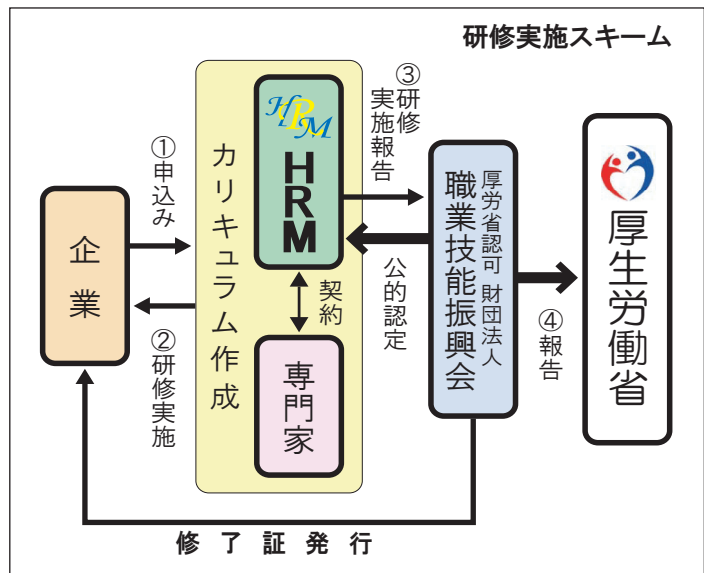 研修実施スキーム
企業
①申込み
②研修実施
カリキュラム作成
HPM
HRM
契約
専門家
③研修
実施報告
公的認定
厚労省認可 財団法人
職業技能振興会
④報告
厚生労働省
修了証発行